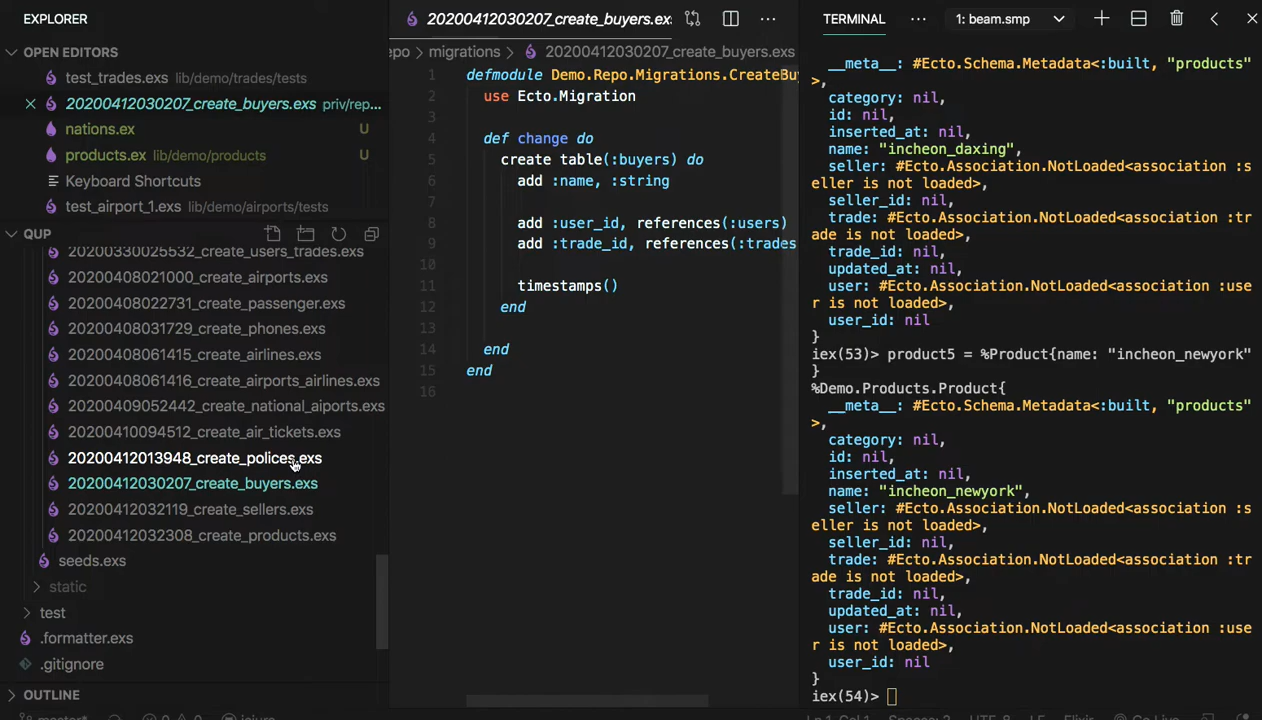 EXPLORER
OPEN EDITORS
test_trades.exs lib/demo/trades/tests
20200412030207_create_buyers.exs priv/rep...
nations.ex U
products.ex lib/demo/products U
Keyboard Shortcuts
test_airport_1.exs lib/demo/airports/tests
QUP
20200330025532_create_users_trades.exs
20200408021000_create_airports.exs
20200408022731_create_passenger.exs
20200408031729_create_phones.exs
20200408061415_create_airlines.exs
20200408061416_create_airports_airlines.exs
20200409052442_create_national_aiports.exs
20200410094512_create_air_tickets.exs
20200412013948_create_polices.exs
20200412030207_create_buyers.exs
20200412032119_create_sellers.exs
20200412032308_create_products.exs
seeds.exs
static
test
.formatter.exs
.gitignore
OUTLINE
20200412030207_create_buyers.ex
epo > migrations > 20200412030207_create_buyers.exs
1 defmodule Demo.Repo.Migrations.CreateBuy
2 use Ecto.Migration
3
4 def change do
5 create table(:buyers) do
6 add :name, :string
7
8 add :user_id, references(:users)
9 add :trade_id, references(:trades
10
11 timestamps()
12 end
13
14 end
15 end
16
TERMINAL ... 1: beam.smp
__meta__: #Ecto.Schema.Metadata<:built, "products"
>,
category: nil,
id: nil,
inserted_at: nil,
name: "incheon_daxing",
seller: #Ecto.Association.NotLoaded<association :s
eller is not loaded>,
seller_id: nil,
trade: #Ecto.Association.NotLoaded<association :tr
ade is not loaded>,
trade_id: nil,
updated_at: nil,
user: #Ecto.Association.NotLoaded<association :use
r is not loaded>,
user_id: nil
}
iex(53)> product5 = %Product{name: "incheon_newyork"
}
%Demo.Products.Product{
__meta__: #Ecto.Schema.Metadata<:built, "products"
>,
category: nil,
id: nil,
inserted_at: nil,
name: "incheon_newyork",
seller: #Ecto.Association.NotLoaded<association :s
eller is not loaded>,
seller_id: nil,
trade: #Ecto.Association.NotLoaded<association :tr
ade is not loaded>,
trade_id: nil,
updated_at: nil,
user: #Ecto.Association.NotLoaded<association :use
r is not loaded>,
user_id: nil
}
iex(54)>